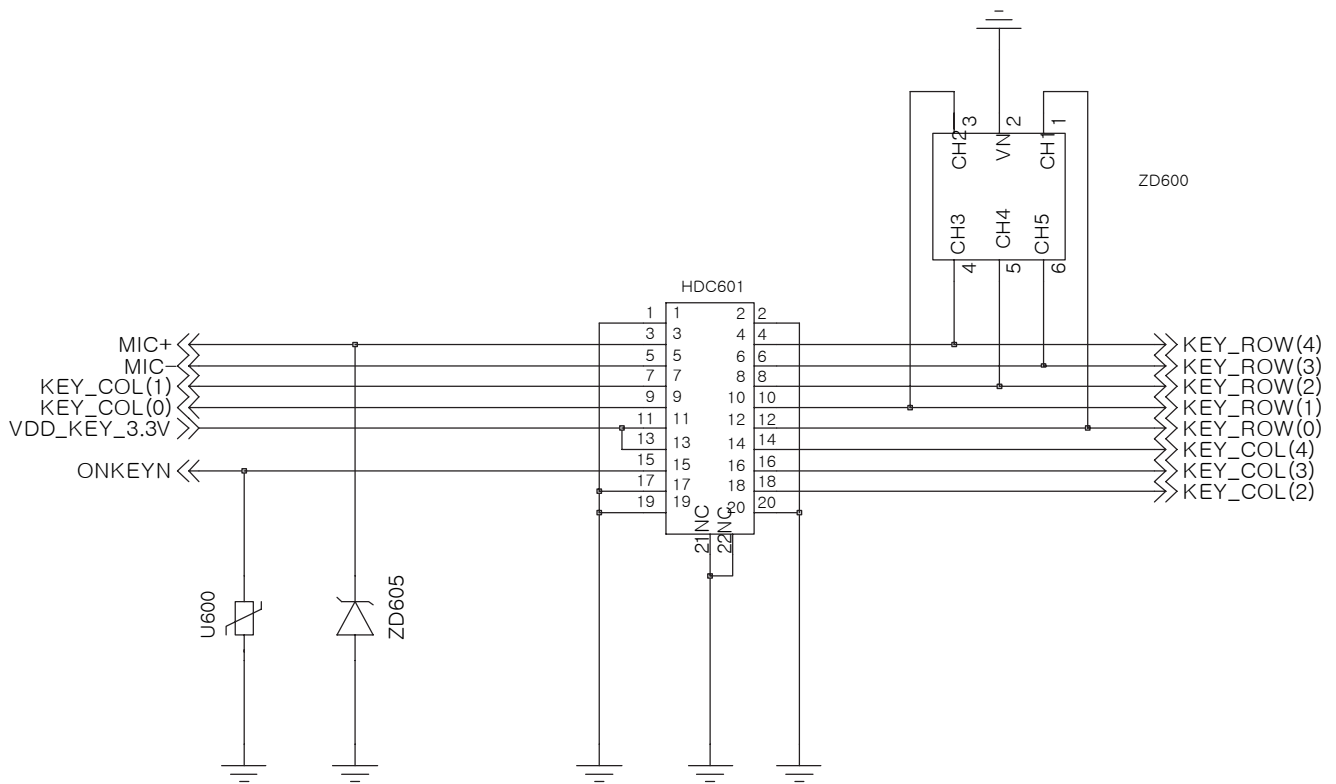 3
2
1
CH2
VN
CH1
ZD600
CH3
CH4
CH5
4
5
6
HDC601
1 1 2 2
3 3 4 4
MIC+
KEY_ROW(4)
5 5 6 6
MIC-
KEY_ROW(3)
7 7 8 8
KEY_COL(1)
KEY_ROW(2)
9 9 10 10
KEY_COL(0)
KEY_ROW(1)
11 11 12 12
VDD_KEY_3.3V
KEY_ROW(0)
13 13 14 14
KEY_COL(4)
15 15 16 16
ONKEYN
KEY_COL(3)
17 17 18 18
KEY_COL(2)
19 19 20 20
21NC
22NC
U600
ZD605